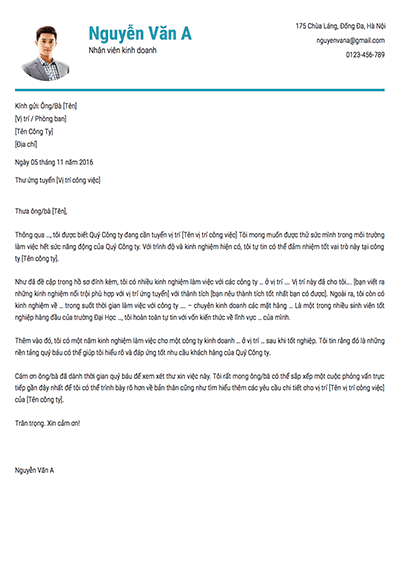 Nguyễn Văn A
Nhân viên kinh doanh
175 Chùa Láng, Đống Đa, Hà Nội
nguyenvana@gmail.com
0123-456-789
Kính gửi: Ông/Bà [Tên]
[Vị trí / Phòng ban]
[Tên Công Ty]
[Địa chỉ]
Ngày 05 tháng 11 năm 2016
Thư ứng tuyển [Vị trí công việc]
Thưa ông/bà [Tên],
Thông qua ..., tôi được biết Quý Công ty đang cần tuyển vị trí [Tên vị trí công việc] Tôi mong muốn được thử sức mình trong môi trường
làm việc hết sức năng động của Quý Công ty. Với trình độ và kinh nghiệm hiện có, tôi tự tin có thể đảm nhiệm tốt vai trò này tại công
ty [Tên công ty].
Như đã đề cập trong hồ sơ đính kèm, tôi có nhiều kinh nghiệm làm việc với các công ty ... ở vị trí .... Vị trí này đã cho tôi.... [bạn viết ra
những kinh nghiệm nổi trội phù hợp với vị trí ứng tuyển] với thành tích [bạn nêu thành tích tốt nhất bạn có được]. Ngoài ra, tôi còn có
kinh nghiệm về ... trong suốt thời gian làm việc tại .... – chuyên kinh doanh các mặt hàng ... Là một trong nhiều sinh viên tốt
nghiệp hàng đầu của trường Đại Học ..., tôi hoàn toàn tự tin với vốn kiến thức về lĩnh vực .. của mình.
Thêm vào đó, tôi có một năm kinh nghiệm làm việc cho một công ty kinh doanh .. ở vị trí .. sau khi tốt nghiệp. Tôi tin rằng đó là những
nền tảng quý báu có thể giúp tôi hiểu rõ và đáp ứng tốt nhu cầu khách hàng của Quý Công ty.
Cám ơn ông/bà đã dành thời gian quý báu để xem xét thư xin việc này. Tôi rất mong ông/bà có thể sắp xếp một cuộc phỏng vấn trực
tiếp gần đây nhất để tôi có thể trình bày rõ hơn về bản thân cũng như tìm hiểu thêm các yêu cầu chi tiết cho vị trí [Tên vị trí công việc]
của [Tên công ty].
Trân trọng..Xin cảm ơn!
Nguyễn Văn A